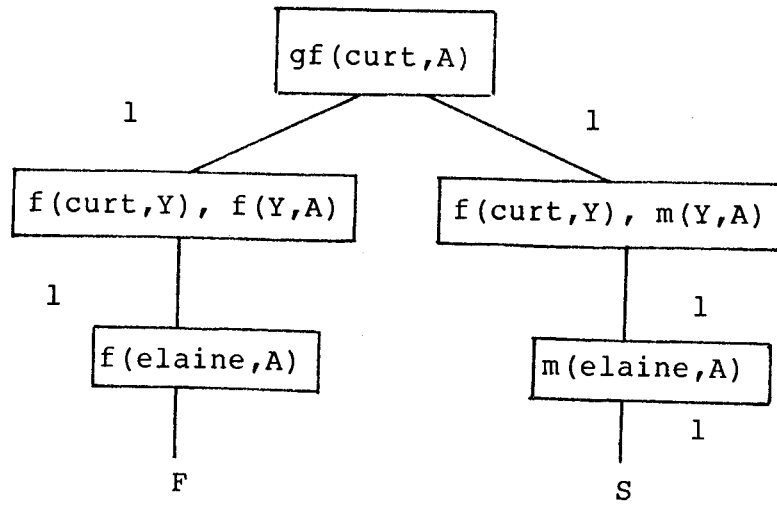 gf(curt,A)
1 1
f(curt,Y), f(Y,A) f(curt,Y), m(Y,A)
1 1
f(elaine,A) m(elaine,A)
1
F S